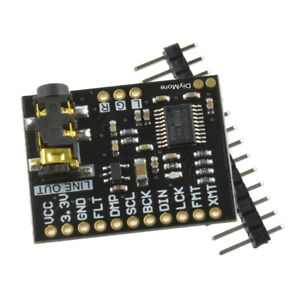 L
G
R
DiyMore
LINE OUT
VCC
3.3V
GND
FLT
DMP
SCL
BCK
DIN
LCK
FMT
XMT